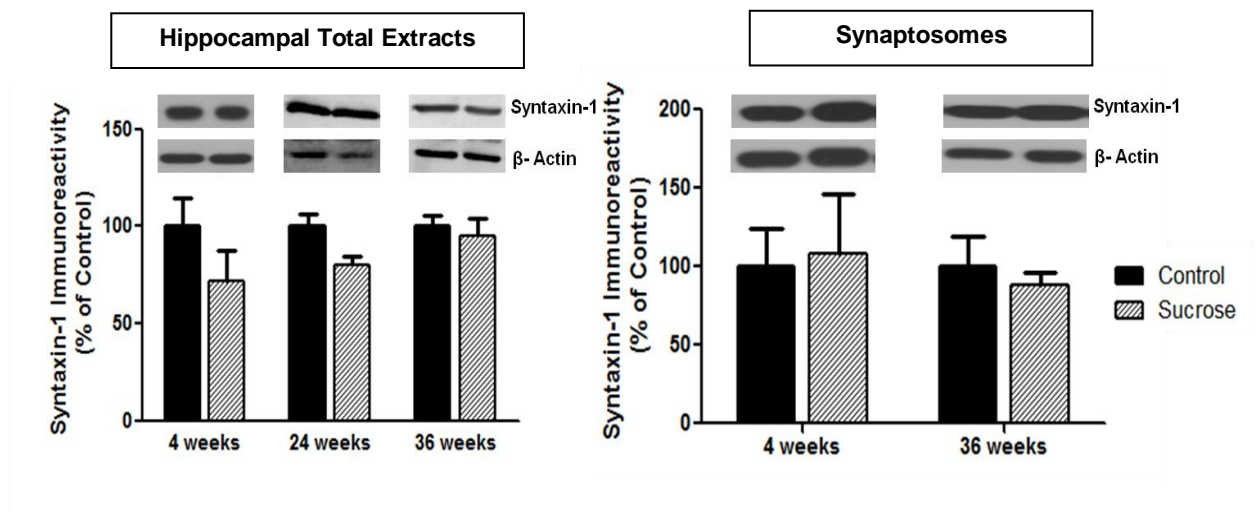 Hippocampal Total Extracts
Syntaxin-1
β- Actin
Syntaxin-1 Immunoreactivity
(% of Control)
150
100
50
0
4 weeks 24 weeks 36 weeks
Synaptosomes
Syntaxin-1
β- Actin
Syntaxin-1 Immunoreactivity
(% of Control)
200
150
100
50
0
4 weeks 36 weeks
Control
Sucrose